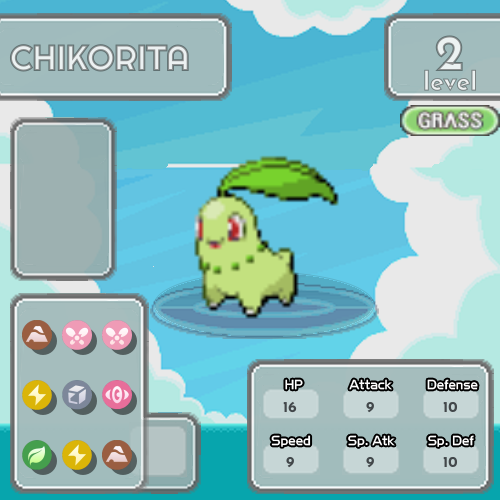 CHIKORITA
2
level
GRASS
HP Attack Defense
16 9 10
Speed Sp. Atk Sp. Def
9 9 10